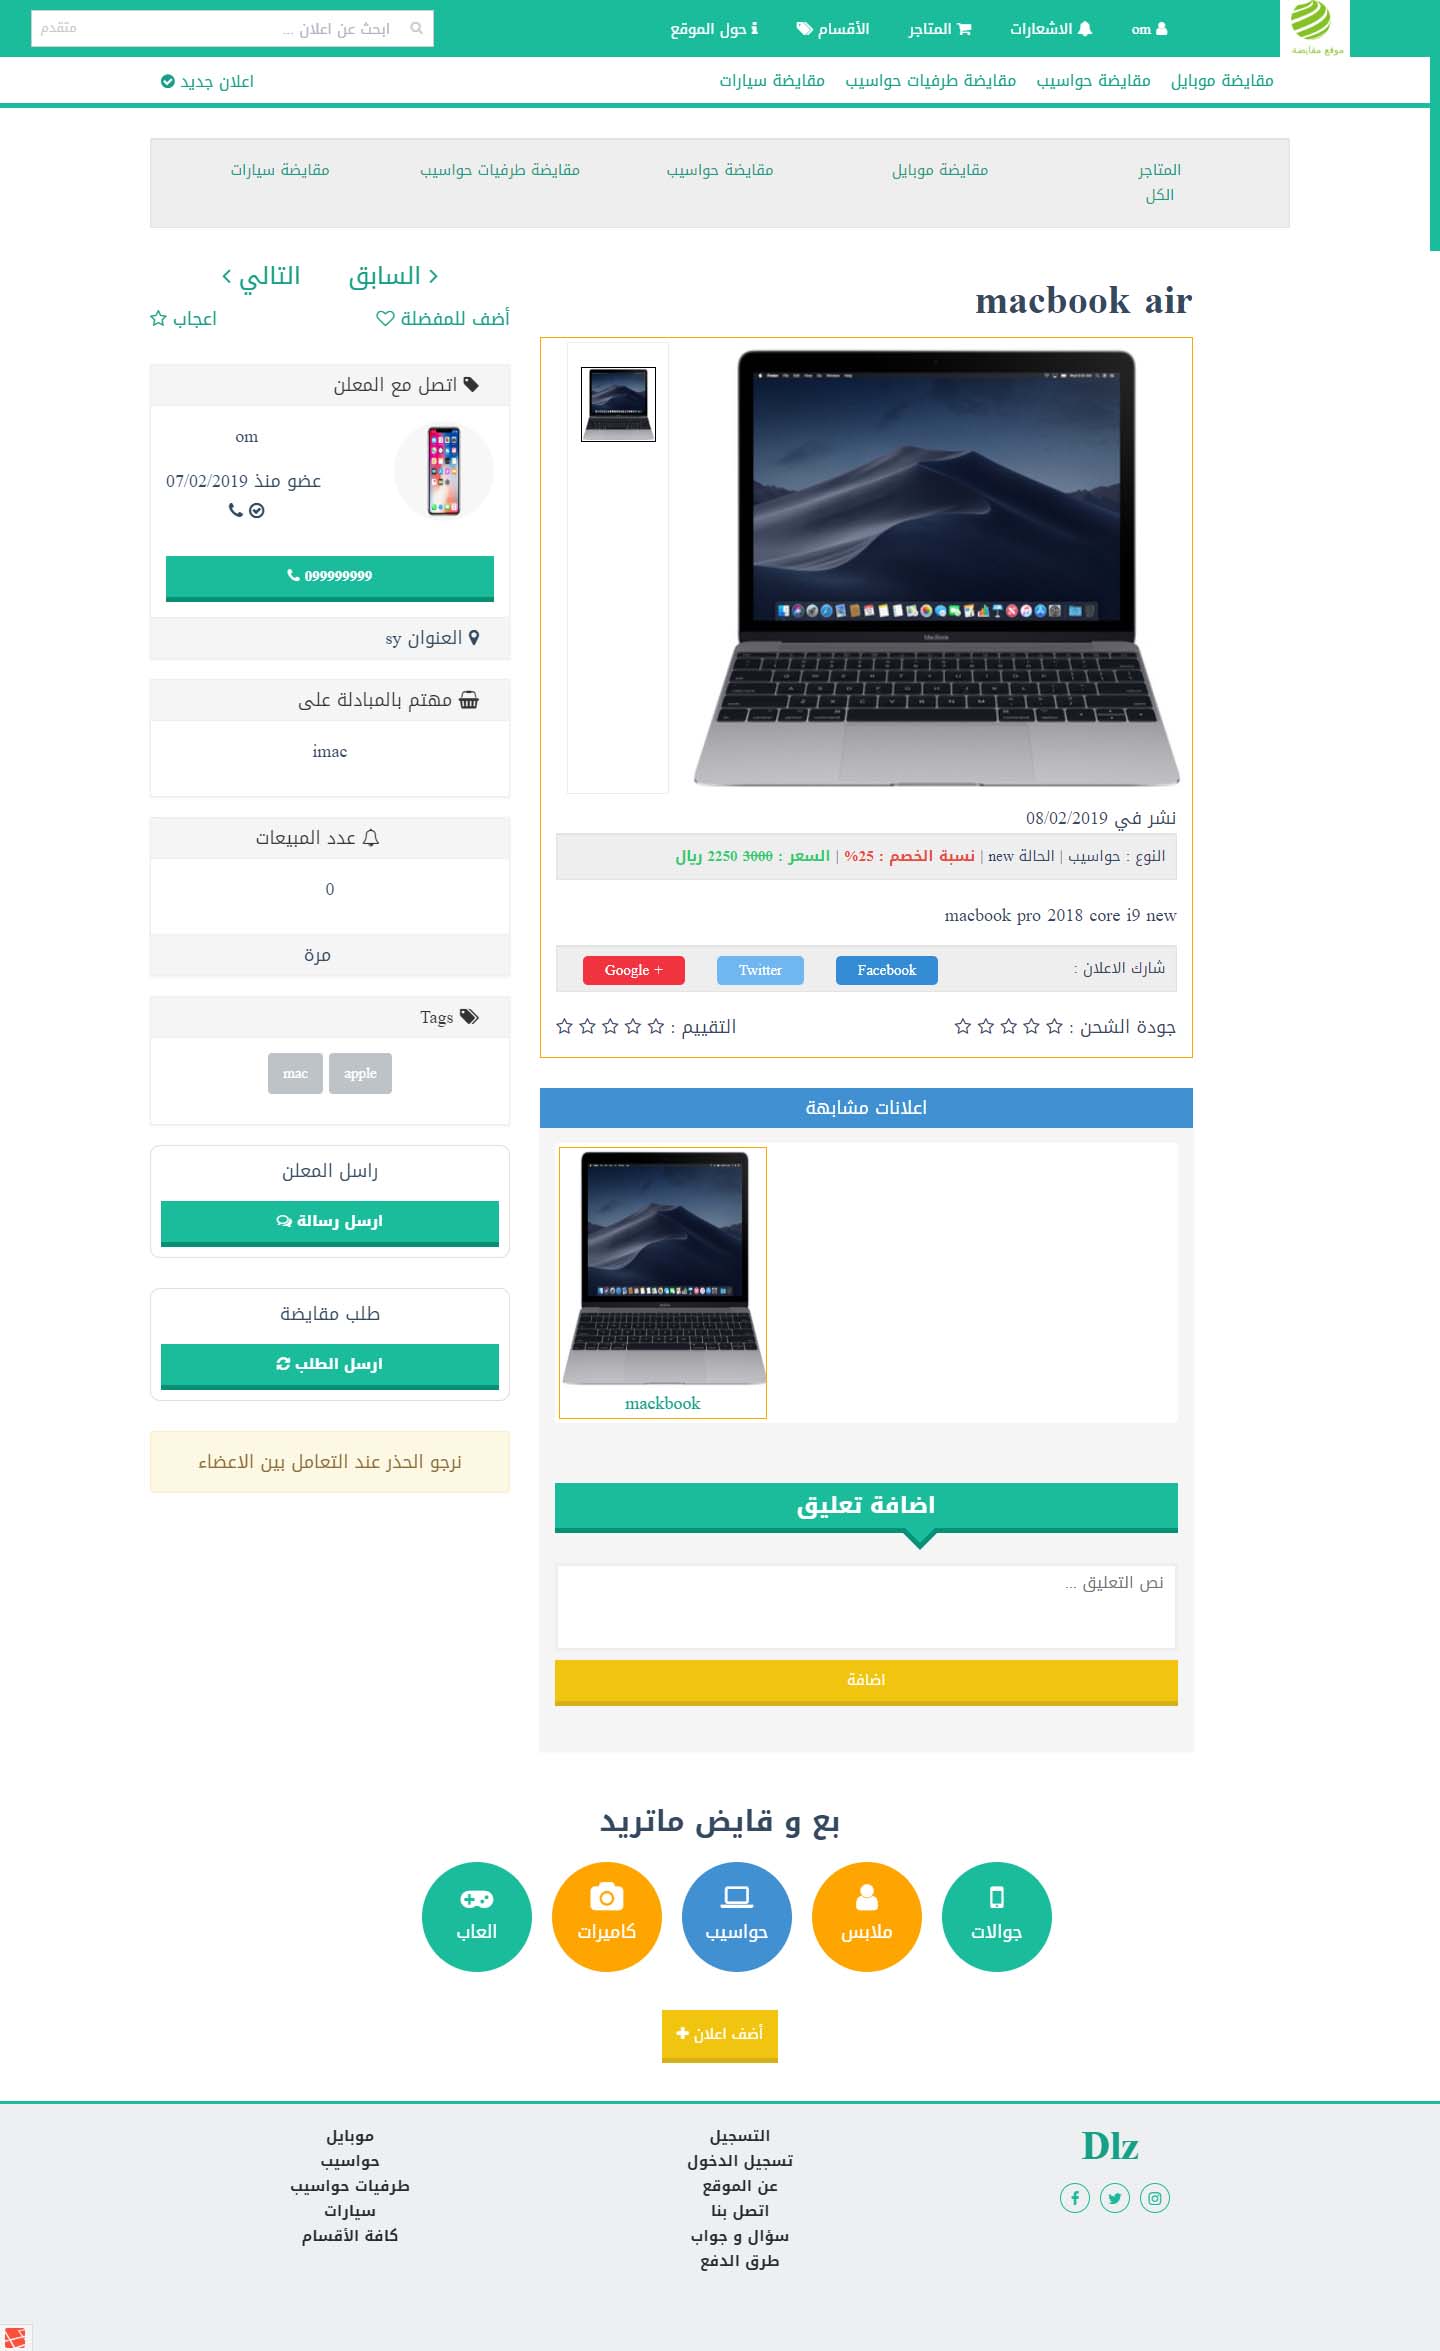 موقع مقايضة
om
الاشعارات
المتاجر
الأقسام
حول الموقع
ابحث عن اعلان ...
متقدم
مقايضة موبايل
مقايضة حواسيب
مقايضة طرفيات حواسيب
مقايضة سيارات
اعلان جديد
المتاجر
مقايضة موبايل
مقايضة حواسيب
مقايضة طرفيات حواسيب
مقايضة سيارات
الكل
macbook air
MacBook
نشر في 08/02/2019
النوع : حواسيب | الحالة new | نسبة الخصم : 25% | السعر : 3000 2250 ريال
macbook pro 2018 core i9 new
شارك الاعلان :
Facebook
Twitter
Google +
جودة الشحن :
التقييم :
اعلانات مشابهة
mackbook
اضافة تعليق
نص التعليق ...
اضافة
السابق
التالي
أضف للمفضلة
اعجاب
اتصل مع المعلن
om
عضو منذ 07/02/2019
099999999
العنوان sy
مهتم بالمبادلة على
imac
عدد المبيعات
0
مرة
Tags
apple
mac
راسل المعلن
ارسل رسالة
طلب مقايضة
ارسل الطلب
نرجو الحذر عند التعامل بين الاعضاء
بع و قايض ماتريد
جوالات
ملابس
حواسيب
كاميرات
العاب
أضف اعلان
Dlz
التسجيل
تسجيل الدخول
عن الموقع
اتصل بنا
سؤال و جواب
طرق الدفع
موبايل
حواسيب
طرفيات حواسيب
سيارات
كافة الأقسام